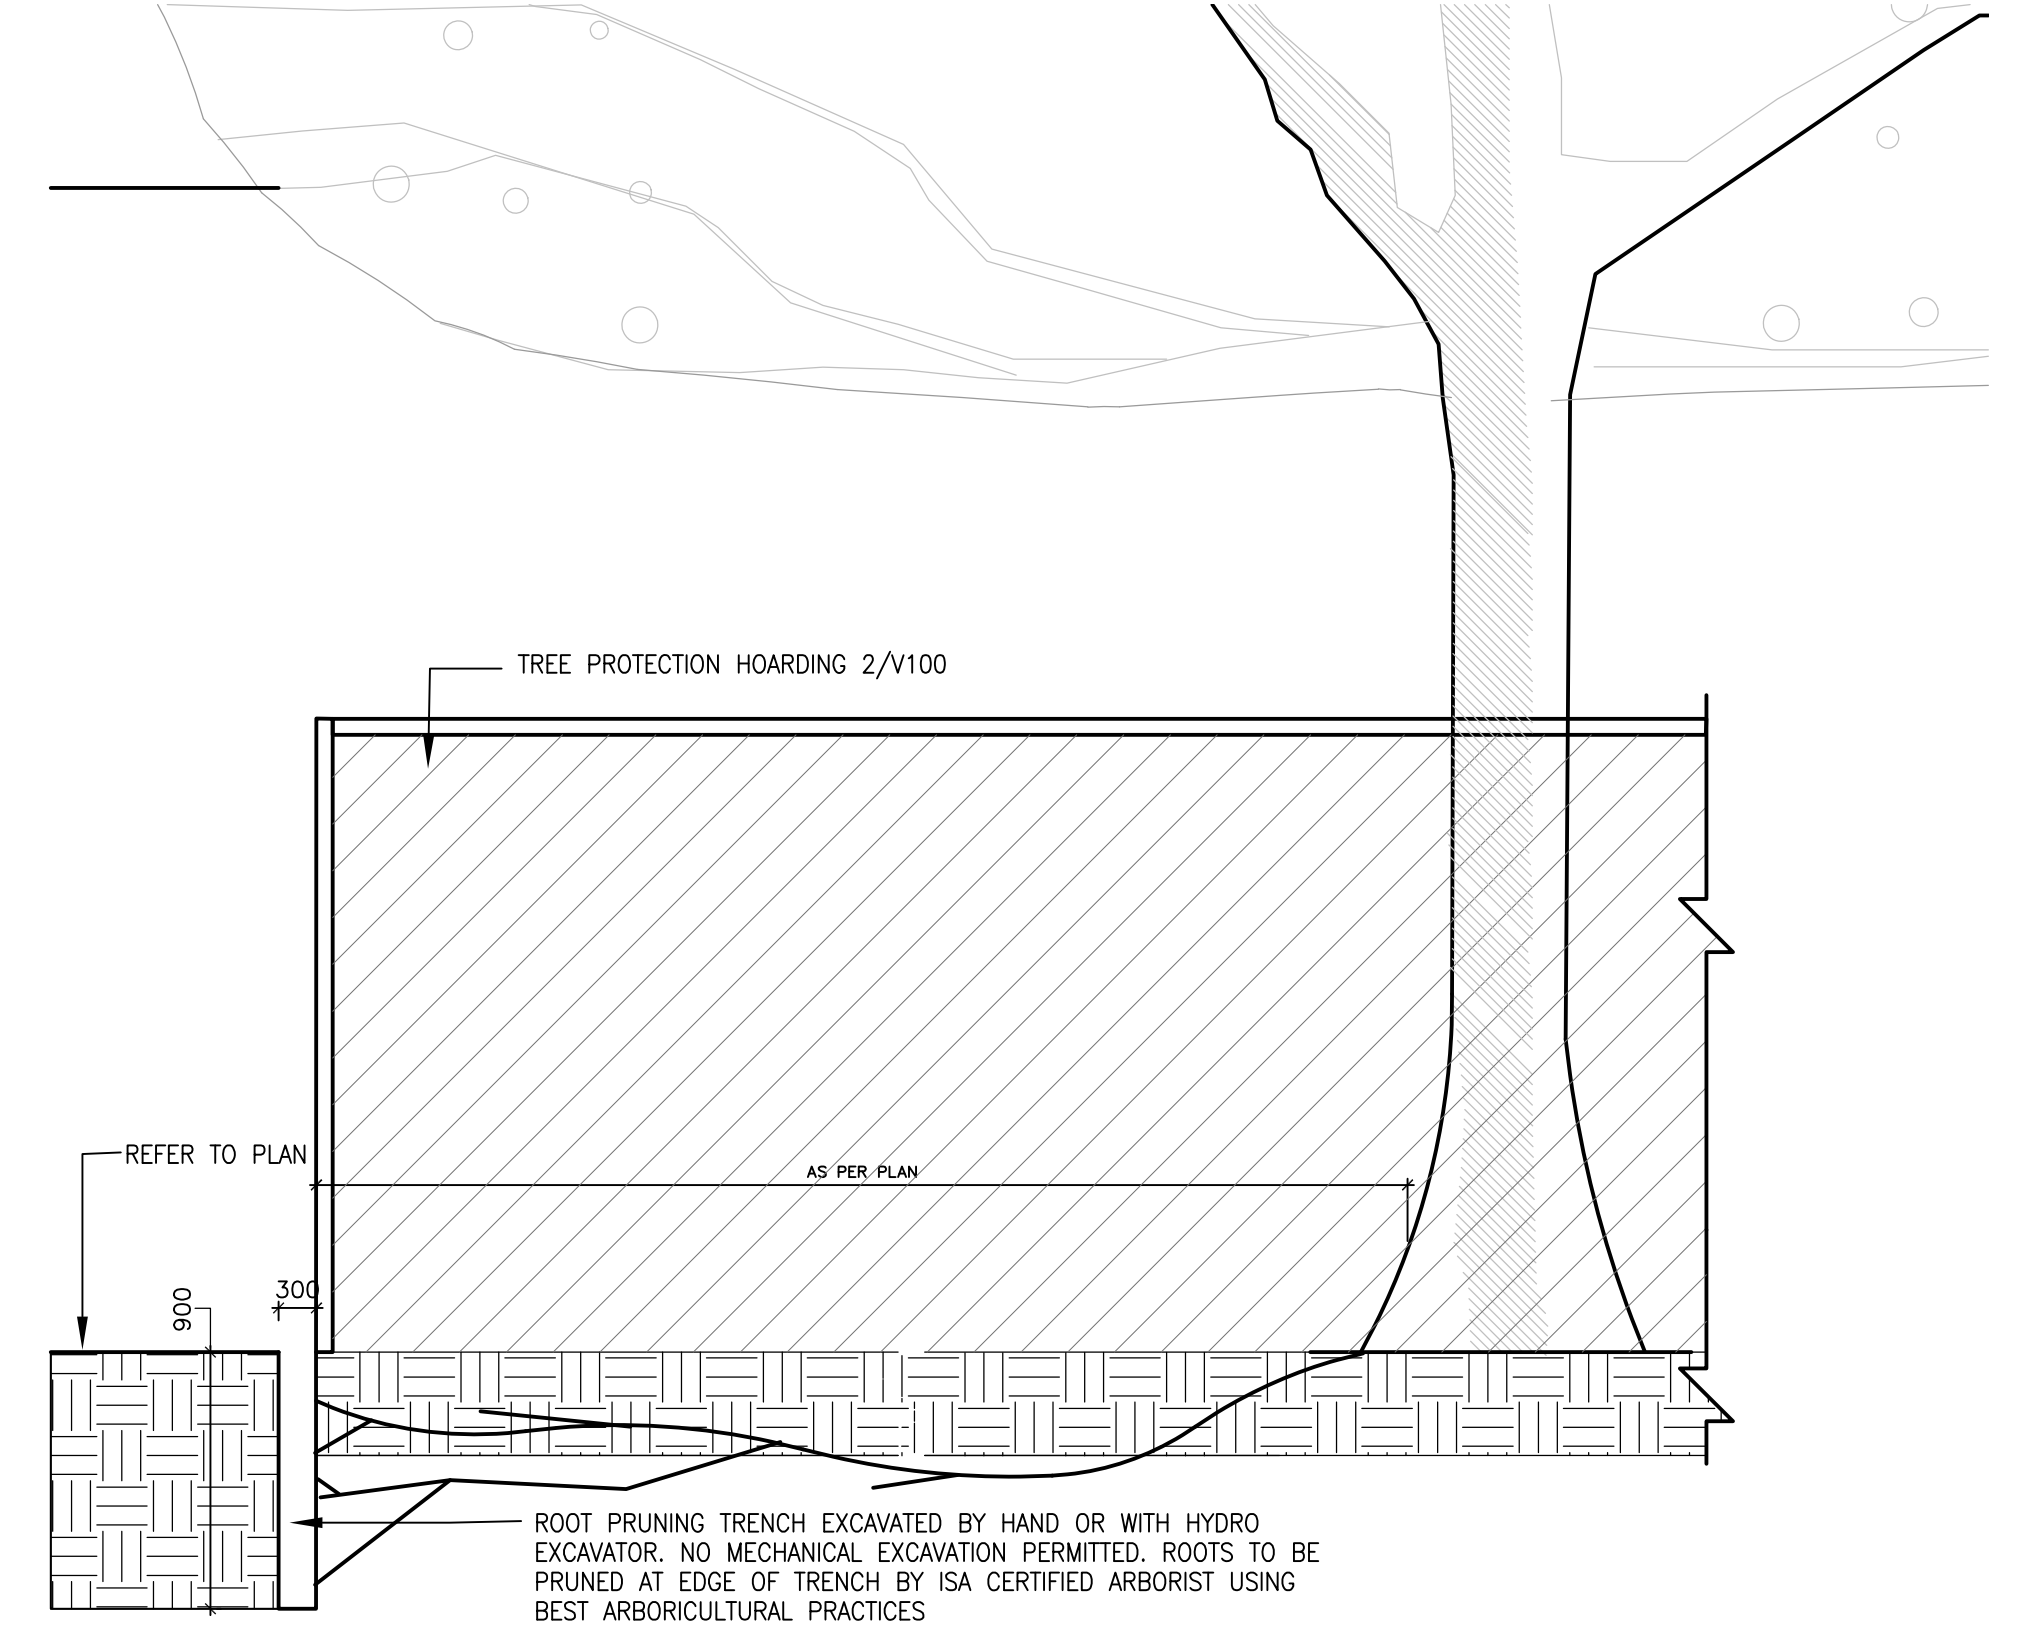 TREE PROTECTION HOARDING 2/V100
REFER TO PLAN
AS PER PLAN
300
900
ROOT PRUNING TRENCH EXCAVATED BY HAND OR WITH HYDRO
EXCAVATOR. NO MECHANICAL EXCAVATION PERMITTED. ROOTS TO BE
PRUNED AT EDGE OF TRENCH BY ISA CERTIFIED ARBORIST USING
BEST ARBORICULTURAL PRACTICES